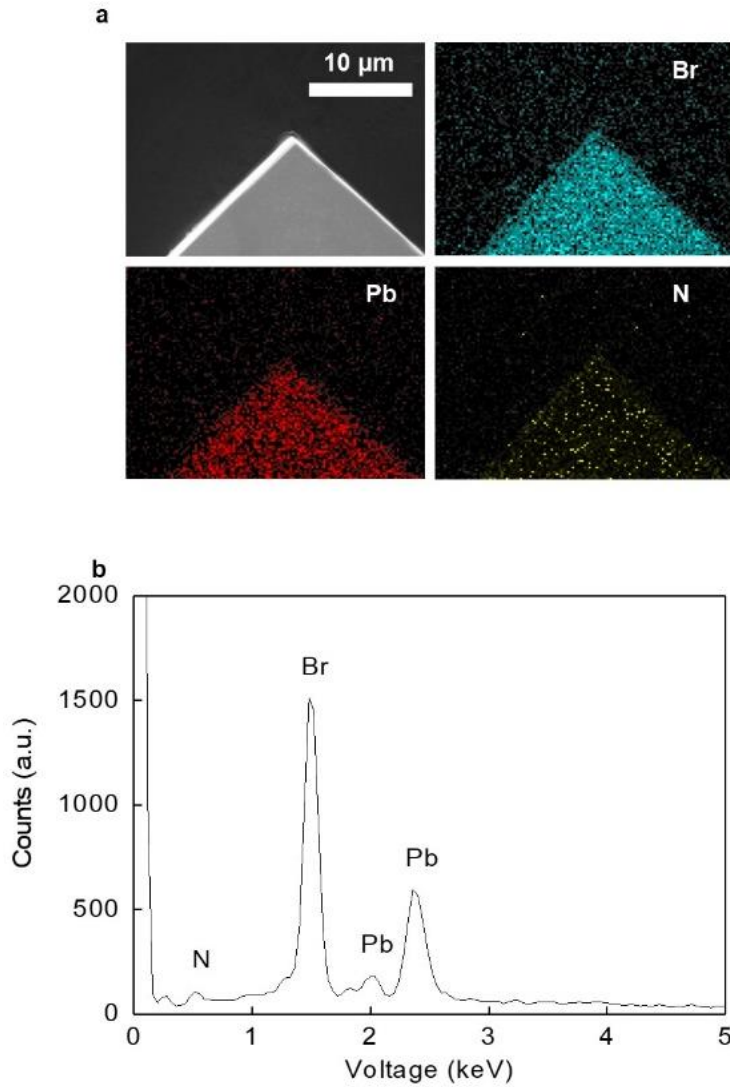 a
10 µm
Br
Pb
N
b
2000
1500
1000
500
0
Counts (a.u.)
Br
Pb
Pb
N
0 1 2 3 4 5
Voltage (keV)